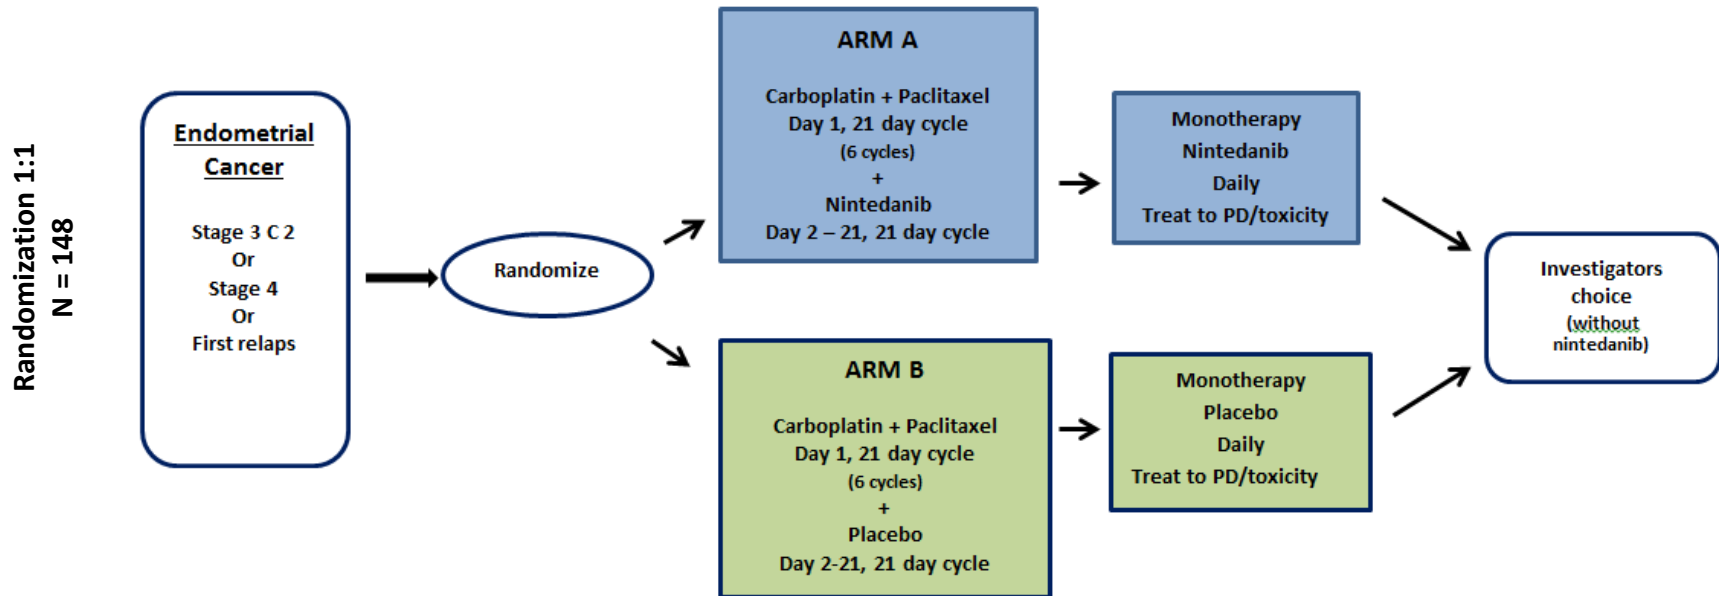 Randomization 1:1
N = 148
Endometrial
Cancer
Stage 3 C 2
Or
Stage 4
Or
First relaps
Randomize
ARM A
Carboplatin + Paclitaxel
Day 1, 21 day cycle
(6 cycles)
+
Nintedanib
Day 2 – 21, 21 day cycle
Monotherapy
Nintedanib
Daily
Treat to PD/toxicity
ARM B
Carboplatin + Paclitaxel
Day 1, 21 day cycle
(6 cycles)
+
Placebo
Day 2-21, 21 day cycle
Monotherapy
Placebo
Daily
Treat to PD/toxicity
Investigators
choice
(without
nintedanib)